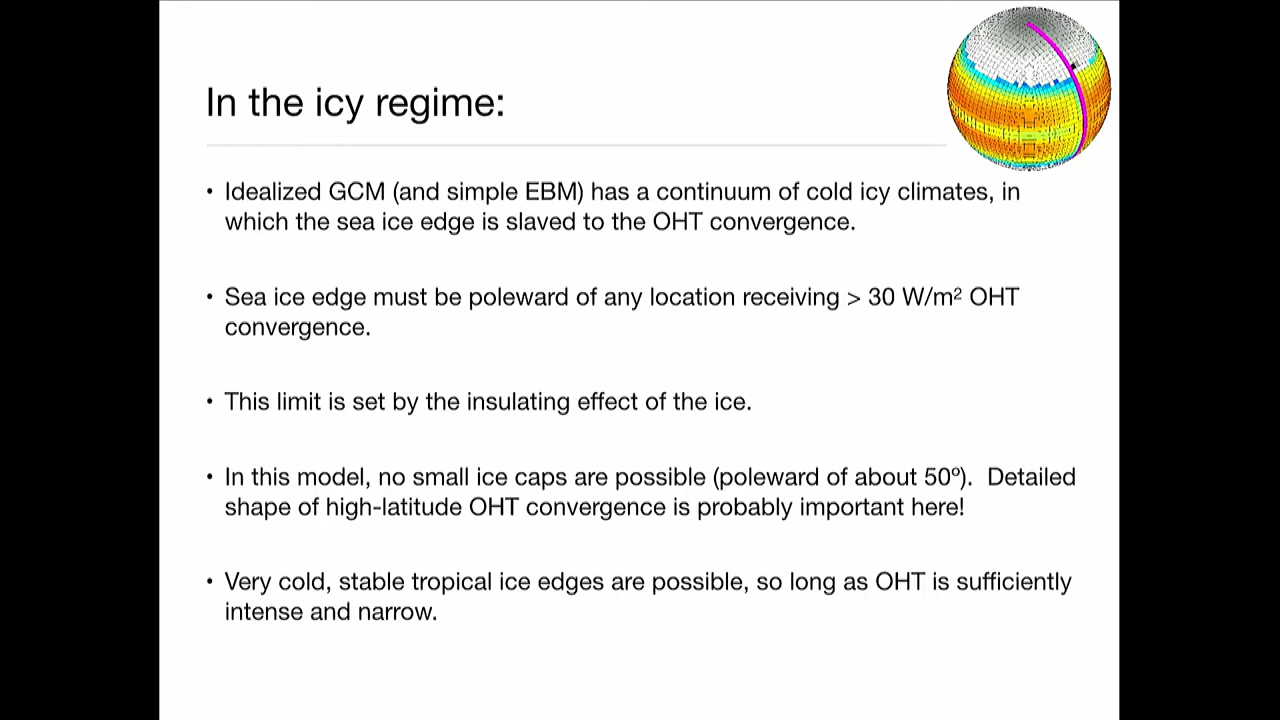 In the icy regime:
• Idealized GCM (and simple EBM) has a continuum of cold icy climates, in
which the sea ice edge is slaved to the OHT convergence.
• Sea ice edge must be poleward of any location receiving > 30 W/m² OHT
convergence.
• This limit is set by the insulating effect of the ice.
• In this model, no small ice caps are possible (poleward of about 50º).  Detailed
shape of high-latitude OHT convergence is probably important here!
• Very cold, stable tropical ice edges are possible, so long as OHT is sufficiently
intense and narrow.